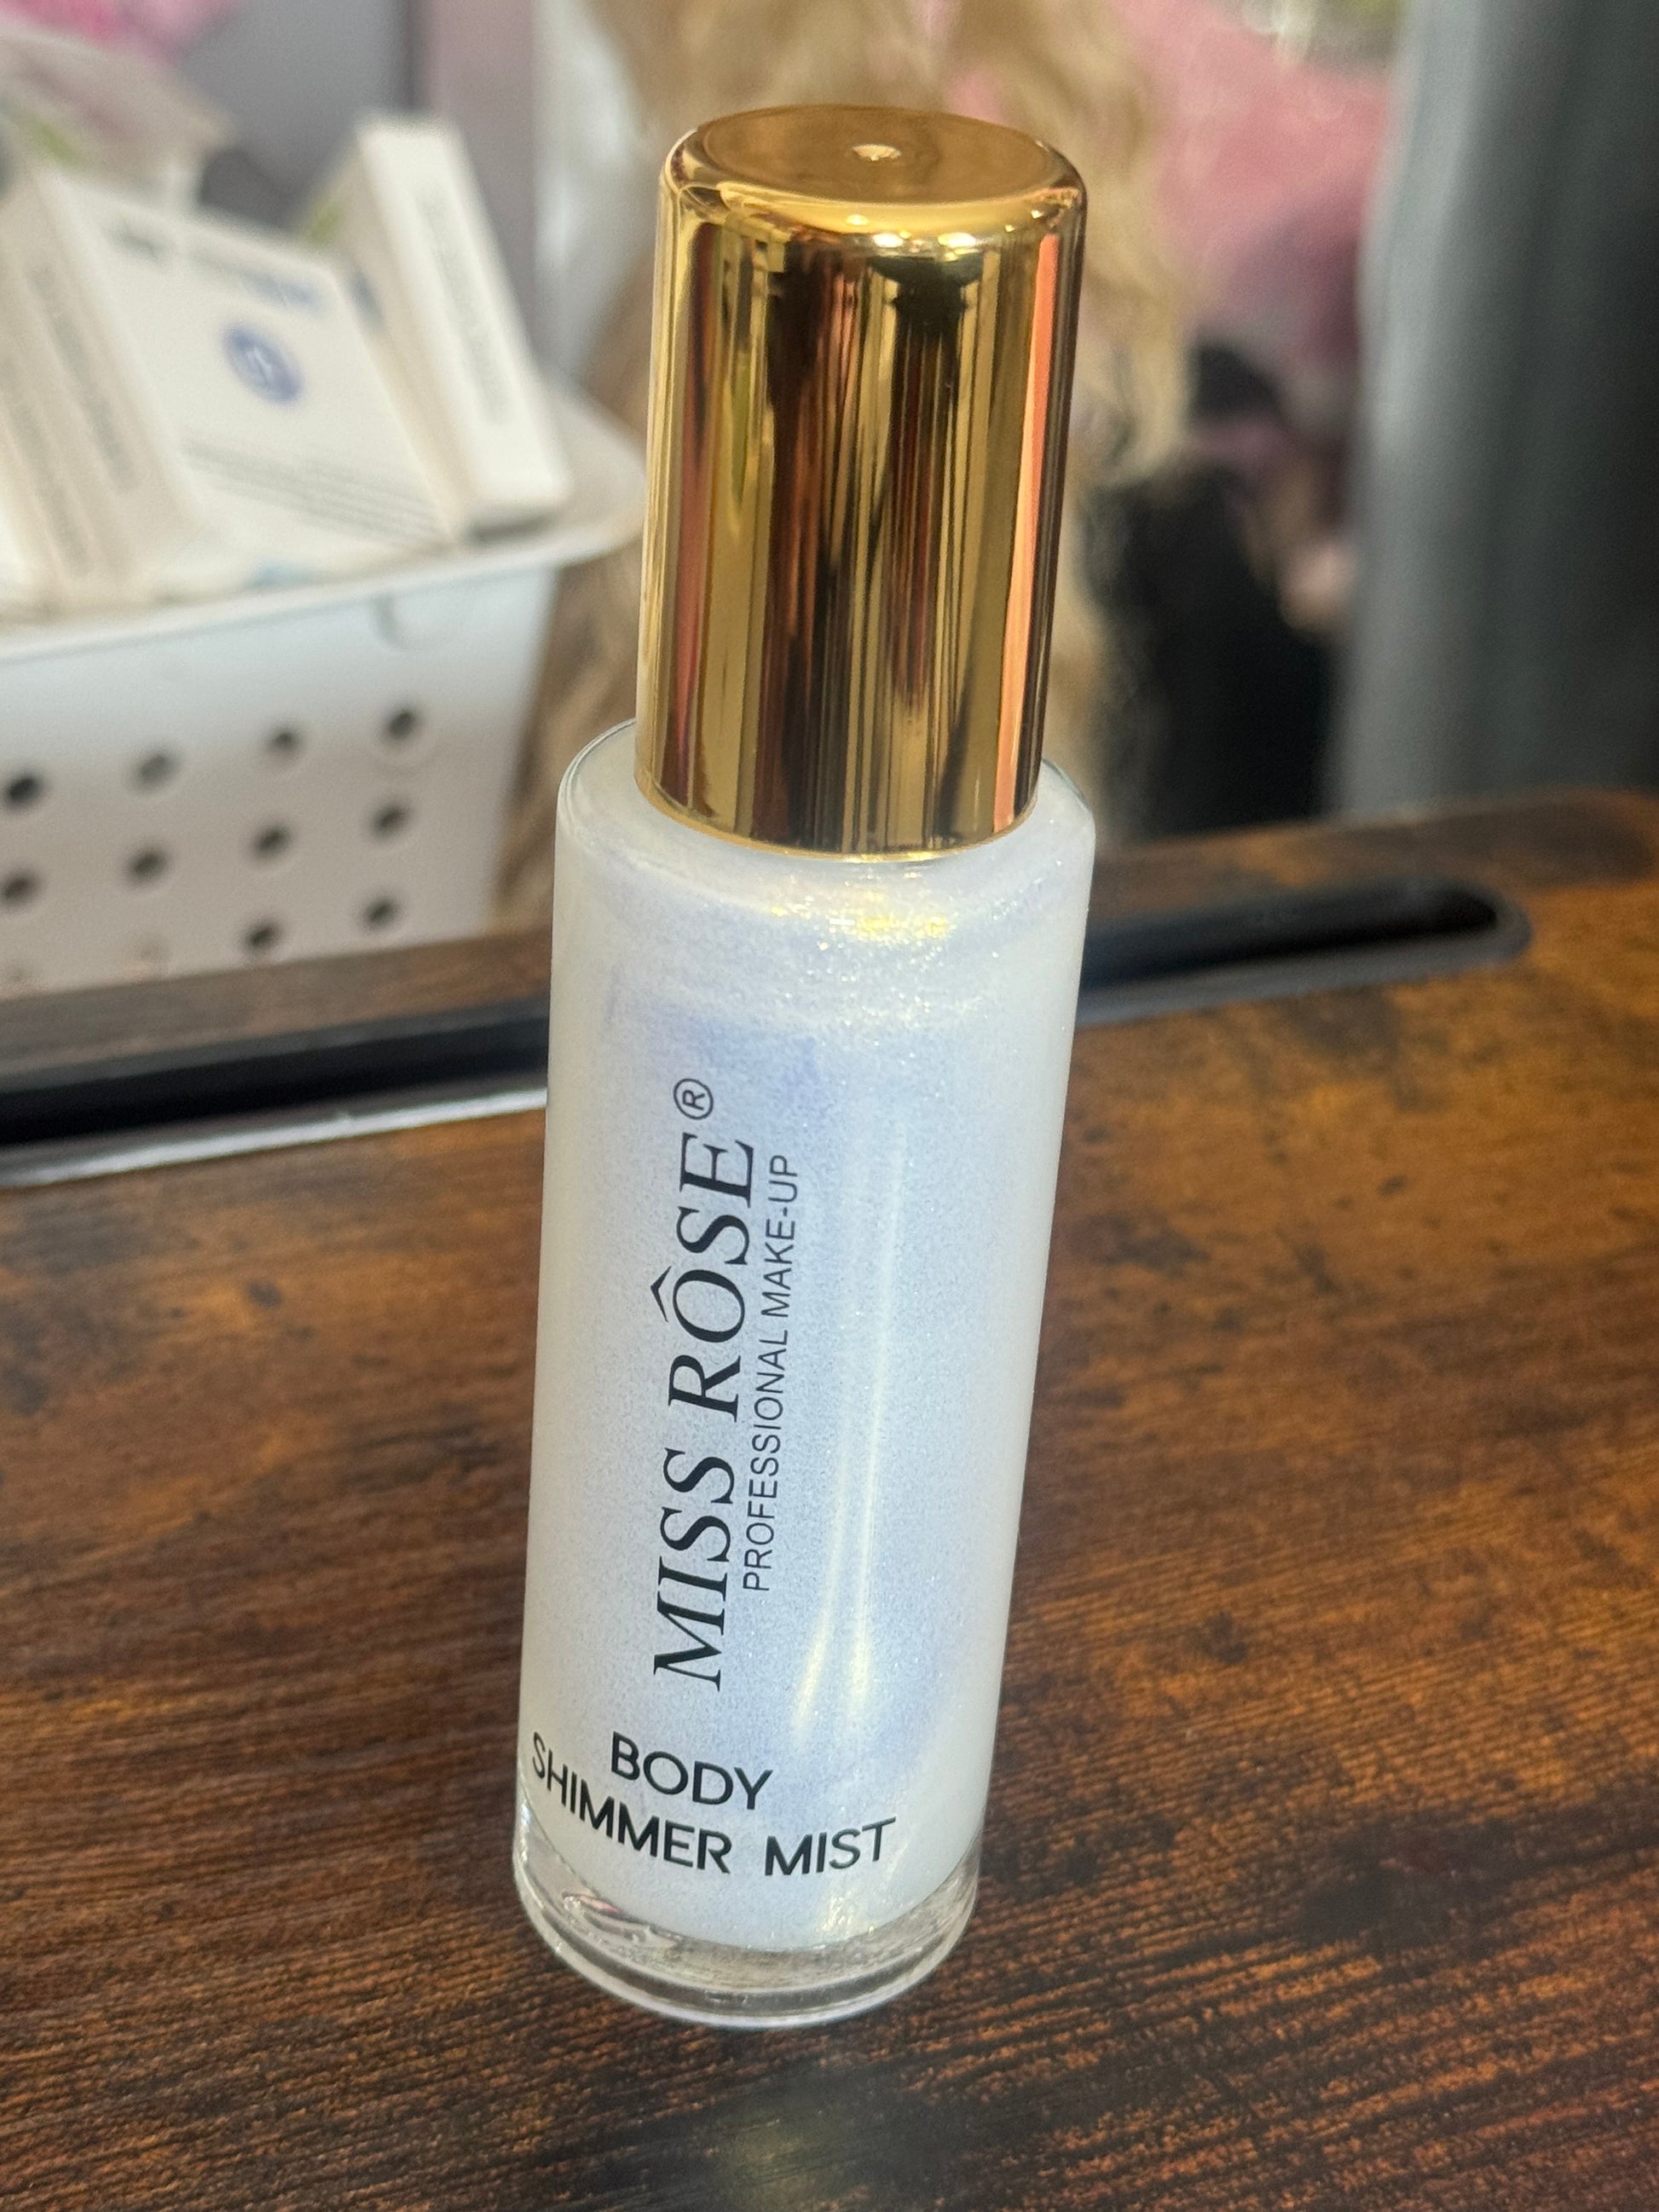 MISS RÔSE®
PROFESSIONAL MAKE-UP
BODY
SHIMMER MIST